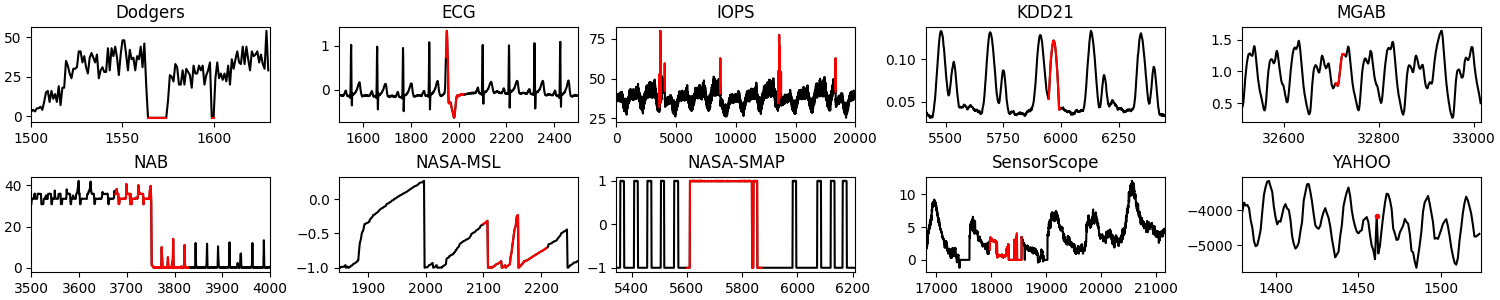 Dodgers
50
25
0
1500 1550 1600
ECG
1
0
1600 1800 2000 2200 2400
IOPS
75
50
25
0 5000 10000 15000 20000
KDD21
0.10
0.05
5500 5750 6000 6250
MGAB
1.5
1.0
0.5
32600 32800 33000
NAB
40
20
0
3500 3600 3700 3800 3900 4000
NASA-MSL
0.0
−0.5
−1.0
1900 2000 2100 2200
NASA-SMAP
1
0
−1
5400 5600 5800 6000 6200
SensorScope
10
5
0
17000 18000 19000 20000 21000
YAHOO
−4000
−5000
1400 1450 1500